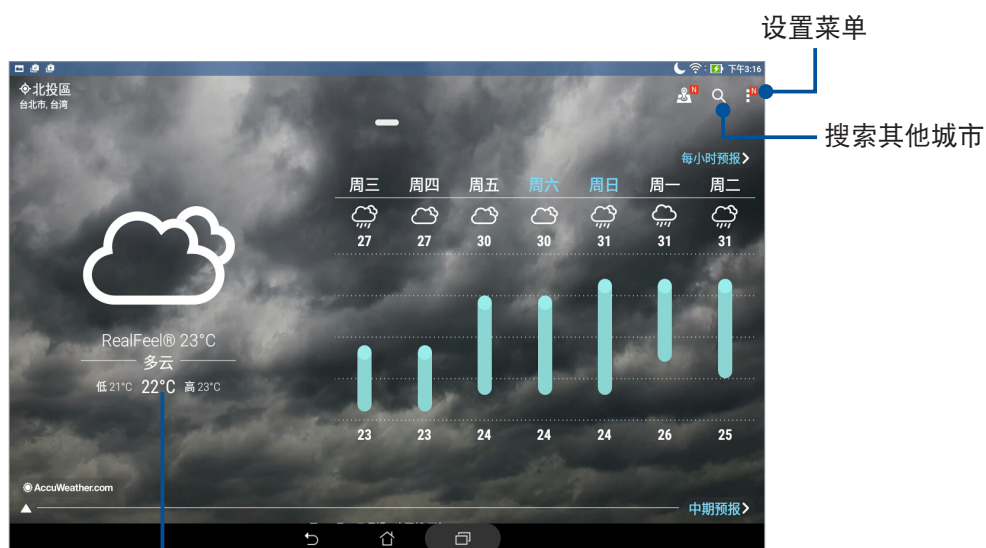 设置菜单
下午3:16
北投區
台北市, 台湾
N
N
搜索其他城市
每小时预报
周三 周四 周五 周六 周日 周一 周二
27 27 30 30 31 31 31
RealFeel® 23°C
多云
低 21°C 22°C 高 23°C
23 23 24 24 24 26 25
AccuWeather.com
中期预报